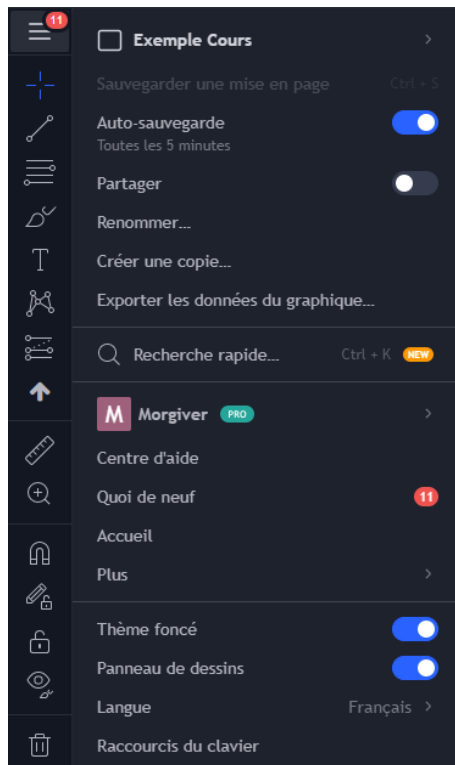 11
Exemple Cours
Sauvegarder une mise en page Ctrl + S
Auto-sauvegarde
Toutes les 5 minutes
Partager
Renommer...
Créer une copie...
Exporter les données du graphique...
Recherche rapide... Ctrl + K NEW
M Morgiver PRO
Centre d'aide
Quoi de neuf 11
Accueil
Plus
Thème foncé
Panneau de dessins
Langue Français
Raccourcis du clavier